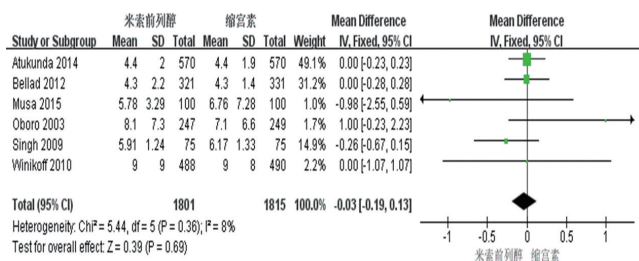 米索前列醇 缩宫素 Mean Difference Mean Difference
Study or Subgroup Mean SD Total Mean SD Total Weight IV, Fixed, 95% CI IV, Fixed, 95% CI
Atukunda 2014 4.4 2 570 4.4 1.9 570 49.1% 0.00 [-0.23, 0.23]
Bellad 2012 4.3 2.2 321 4.3 1.4 331 31.2% 0.00 [-0.28, 0.28]
Musa 2015 5.78 3.29 100 6.76 7.28 100 1.1% -0.98 [-2.55, 0.59]
Oboro 2003 8.1 7.3 247 7.1 6.6 249 1.7% 1.00 [-0.23, 2.23]
Singh 2009 5.91 1.24 75 6.17 1.33 75 14.7% -0.26 [-0.67, 0.15]
Winikoff 2010 9 9 488 9 8 490 2.2% 0.00 [-1.07, 1.07]
Total (95% CI) 1801 1815 100.0% -0.03 [-0.19, 0.13]
Heterogeneity: Chi² = 5.44, df = 5 (P = 0.36); I² = 8%
Test for overall effect: Z = 0.39 (P = 0.69)
-1 -0.5 0 0.5 1
米索前列醇 缩宫素